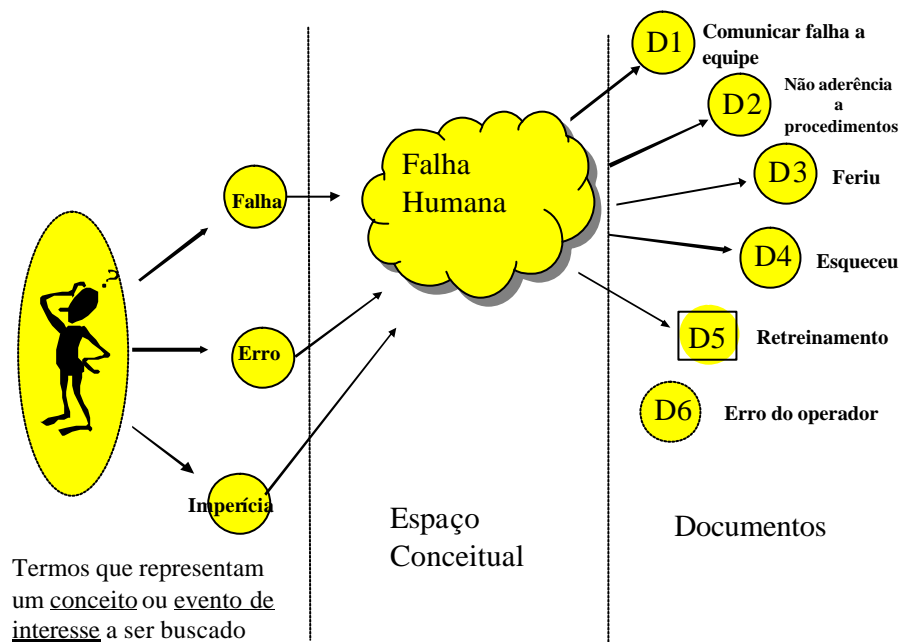 ?
Falha
Erro
Imperícia
Termos que representam
um conceito ou evento de
interesse a ser buscado
Falha
Humana
Espaço
Conceitual
D1
Comunicar falha a
equipe
D2
Não aderência
a
procedimentos
D3
Feriu
D4
Esqueceu
D5
Retreinamento
D6
Erro do operador
Documentos